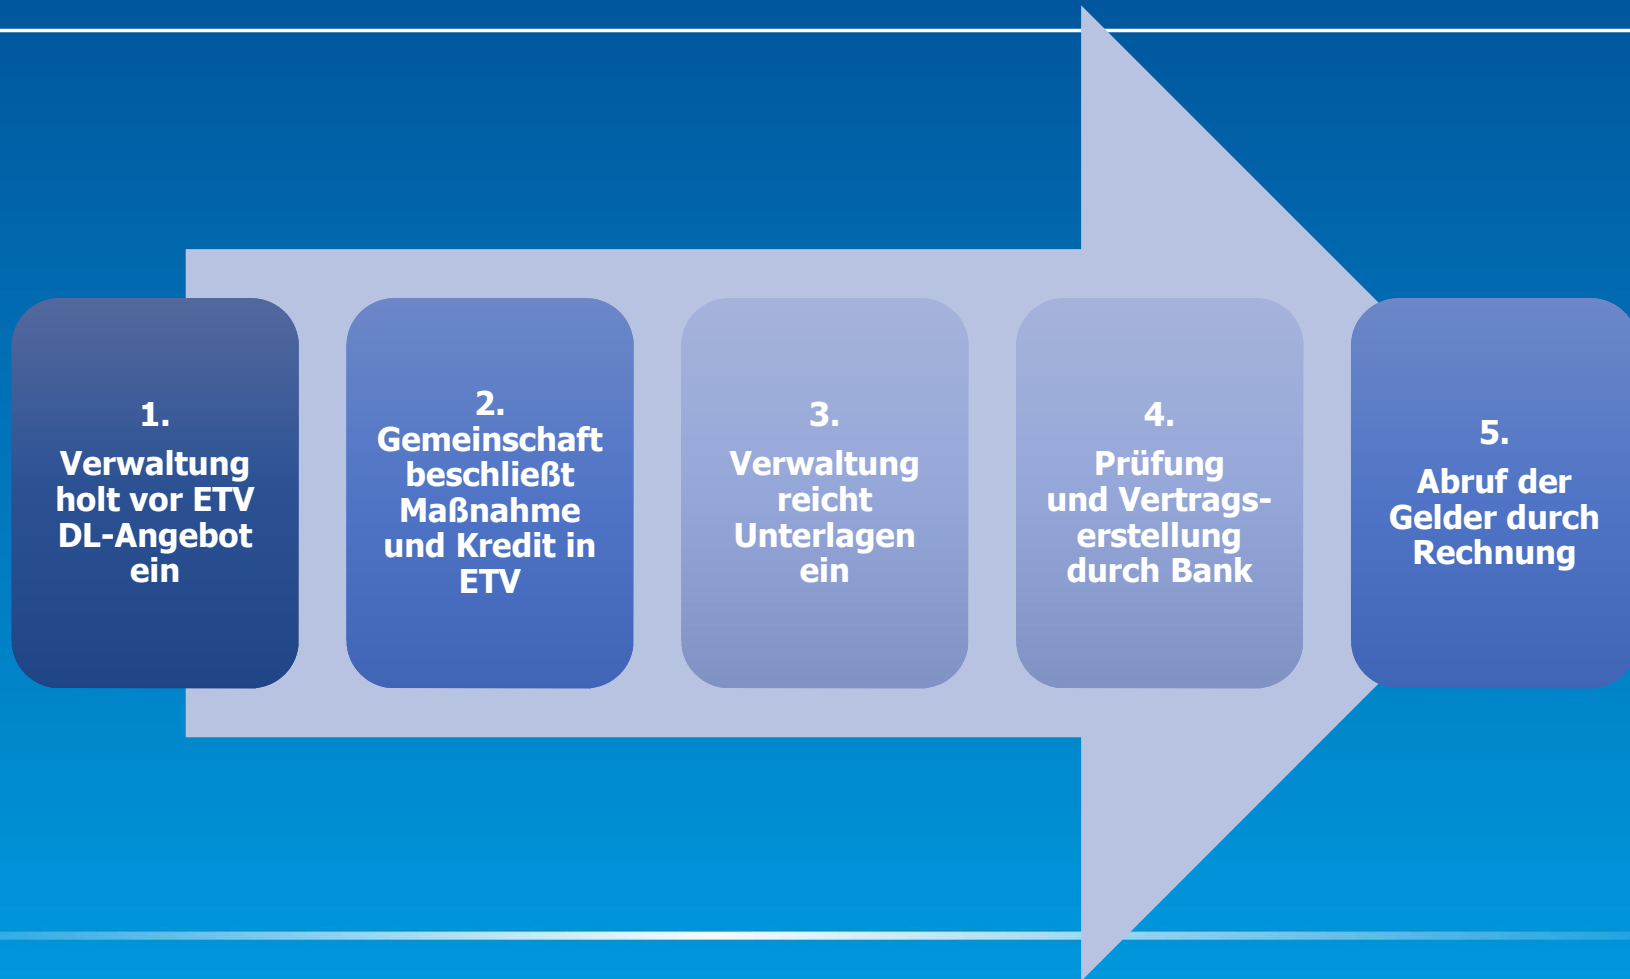 1.
Verwaltung
holt vor ETV
DL-Angebot
ein
2.
Gemeinschaft
beschließt
Maßnahme
und Kredit in
ETV
3.
Verwaltung
reicht
Unterlagen
ein
4.
Prüfung
und Vertrags-
erstellung
durch Bank
5.
Abruf der
Gelder durch
Rechnung